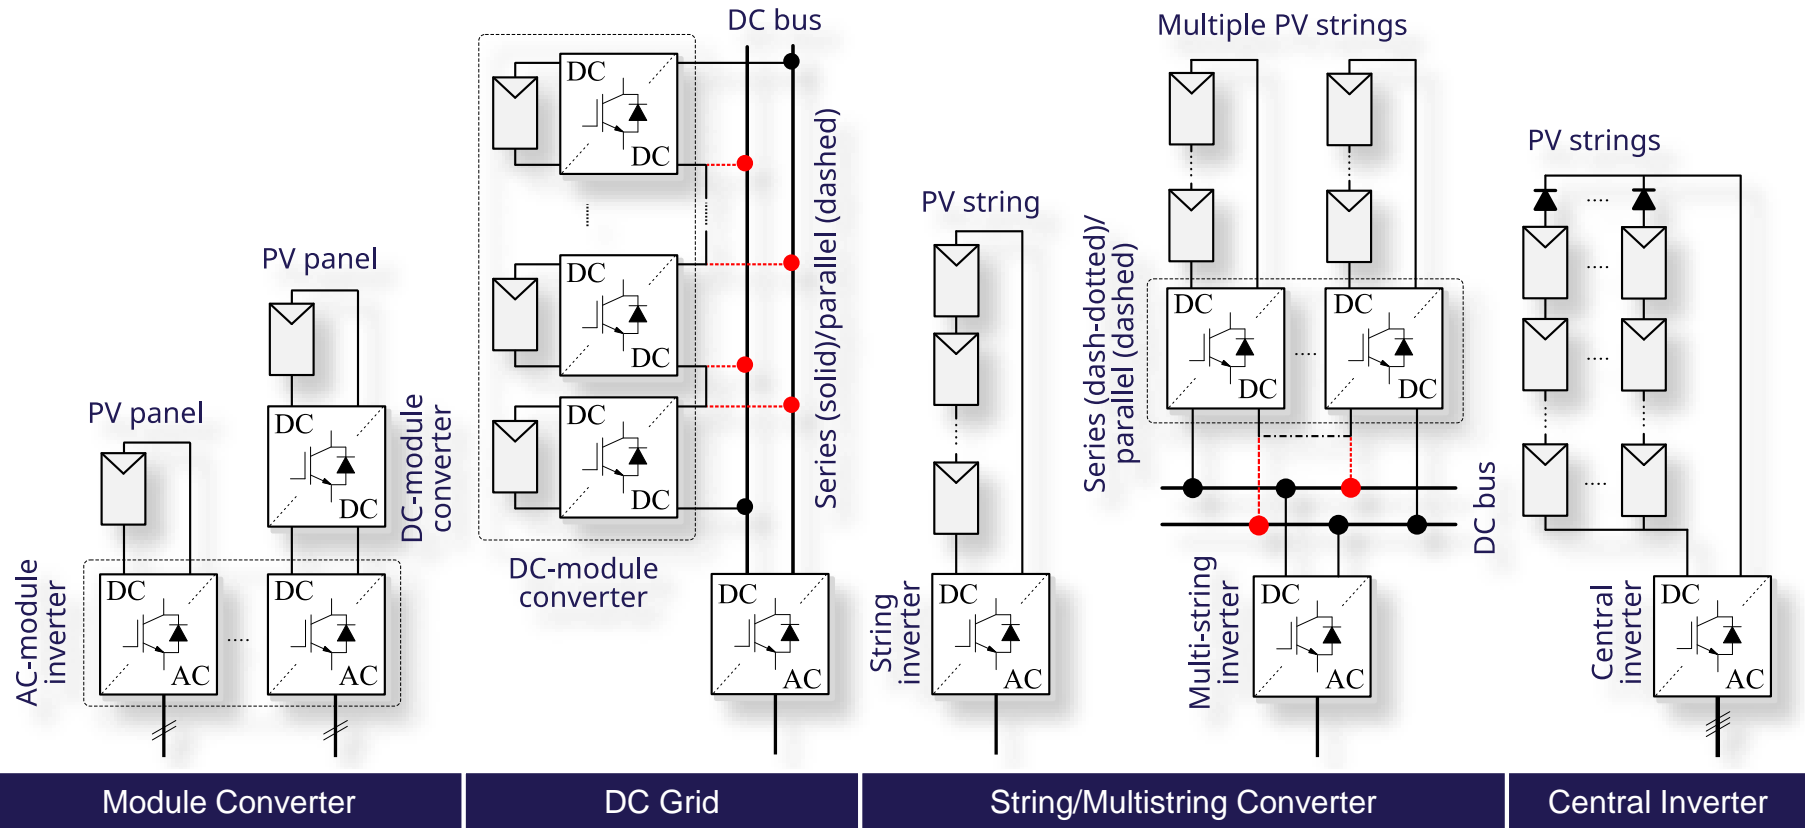 PV panel
DC
AC
PV panel
DC
DC
DC-module
converter
DC
AC
....
AC-module
inverter
Module Converter
DC bus
DC
DC
DC
DC
DC
DC
Series (solid)/parallel (dashed)
DC-module
converter
DC
AC
DC Grid
PV string
String
inverter
DC
AC
Multiple PV strings
Series (dash-dotted)/
parallel (dashed)
DC
DC
....
DC
DC
DC bus
Multi-string
inverter
DC
AC
String/Multistring Converter
PV strings
....
....
....
....
Central
inverter
DC
AC
Central Inverter